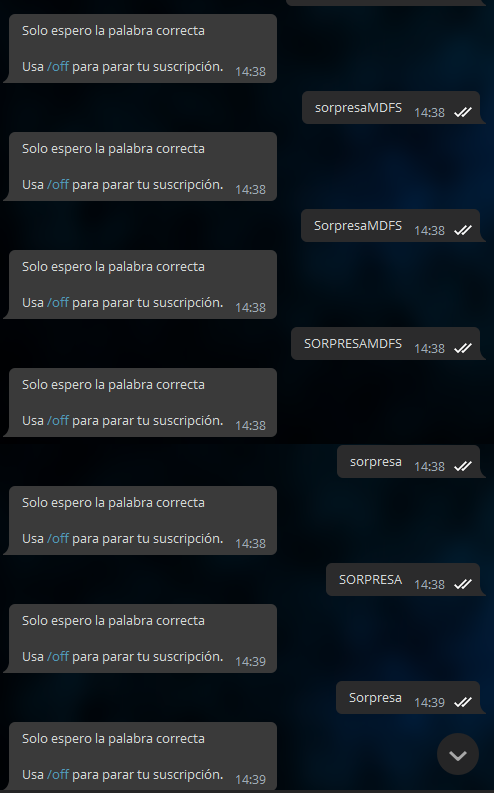 Solo espero la palabra correcta
Usa /off para parar tu suscripción. 14:38
sorpresaMDFS 14:38
Solo espero la palabra correcta
Usa /off para parar tu suscripción. 14:38
SorpresaMDFS 14:38
Solo espero la palabra correcta
Usa /off para parar tu suscripción. 14:38
SORPRESAMDFS 14:38
Solo espero la palabra correcta
Usa /off para parar tu suscripción. 14:38
sorpresa 14:38
Solo espero la palabra correcta
Usa /off para parar tu suscripción. 14:38
SORPRESA 14:38
Solo espero la palabra correcta
Usa /off para parar tu suscripción. 14:39
Sorpresa 14:39
Solo espero la palabra correcta
Usa /off para parar tu suscripción. 14:39